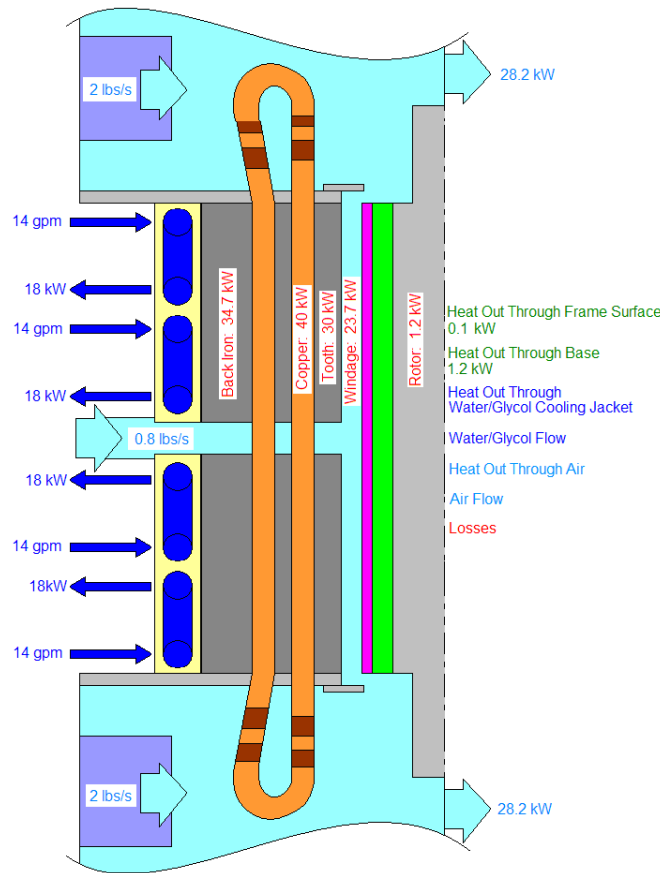 2 lbs/s
28.2 kW
14 gpm
18 kW
14 gpm
18 kW
0.8 lbs/s
18 kW
14 gpm
18kW
14 gpm
Back Iron: 34.7 kW
Copper: 40 kW
Tooth: 30 kW
Windage: 23.7 kW
Rotor: 1.2 kW
Heat Out Through Frame Surface
0.1 kW
Heat Out Through Base
1.2 kW
Heat Out Through
Water/Glycol Cooling Jacket
Water/Glycol Flow
Heat Out Through Air
Air Flow
Losses
2 lbs/s
28.2 kW